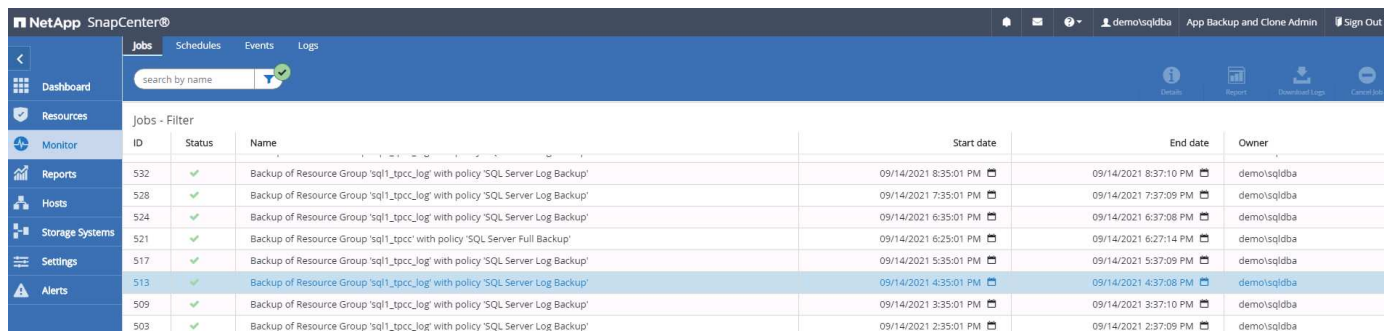 NetApp SnapCenter® demo\sqldba App Backup and Clone Admin Sign Out
Jobs Schedules Events Logs
search by name
Details Report Download Logs Cancel Job
Dashboard
Resources
Monitor
Reports
Hosts
Storage Systems
Settings
Alerts
Jobs - Filter
ID Status Name Start date End date Owner
532 Backup of Resource Group 'sql1_tpcc_log' with policy 'SQL Server Log Backup' 09/14/2021 8:35:01 PM 09/14/2021 8:37:10 PM demo\sqldba
528 Backup of Resource Group 'sql1_tpcc_log' with policy 'SQL Server Log Backup' 09/14/2021 7:35:01 PM 09/14/2021 7:37:09 PM demo\sqldba
524 Backup of Resource Group 'sql1_tpcc_log' with policy 'SQL Server Log Backup' 09/14/2021 6:35:01 PM 09/14/2021 6:37:08 PM demo\sqldba
521 Backup of Resource Group 'sql1_tpcc' with policy 'SQL Server Full Backup' 09/14/2021 6:25:01 PM 09/14/2021 6:27:14 PM demo\sqldba
517 Backup of Resource Group 'sql1_tpcc_log' with policy 'SQL Server Log Backup' 09/14/2021 5:35:01 PM 09/14/2021 5:37:09 PM demo\sqldba
513 Backup of Resource Group 'sql1_tpcc_log' with policy 'SQL Server Log Backup' 09/14/2021 4:35:01 PM 09/14/2021 4:37:08 PM demo\sqldba
509 Backup of Resource Group 'sql1_tpcc_log' with policy 'SQL Server Log Backup' 09/14/2021 3:35:01 PM 09/14/2021 3:37:10 PM demo\sqldba
503 Backup of Resource Group 'sql1_tpcc_log' with policy 'SQL Server Log Backup' 09/14/2021 2:35:01 PM 09/14/2021 2:37:09 PM demo\sqldba